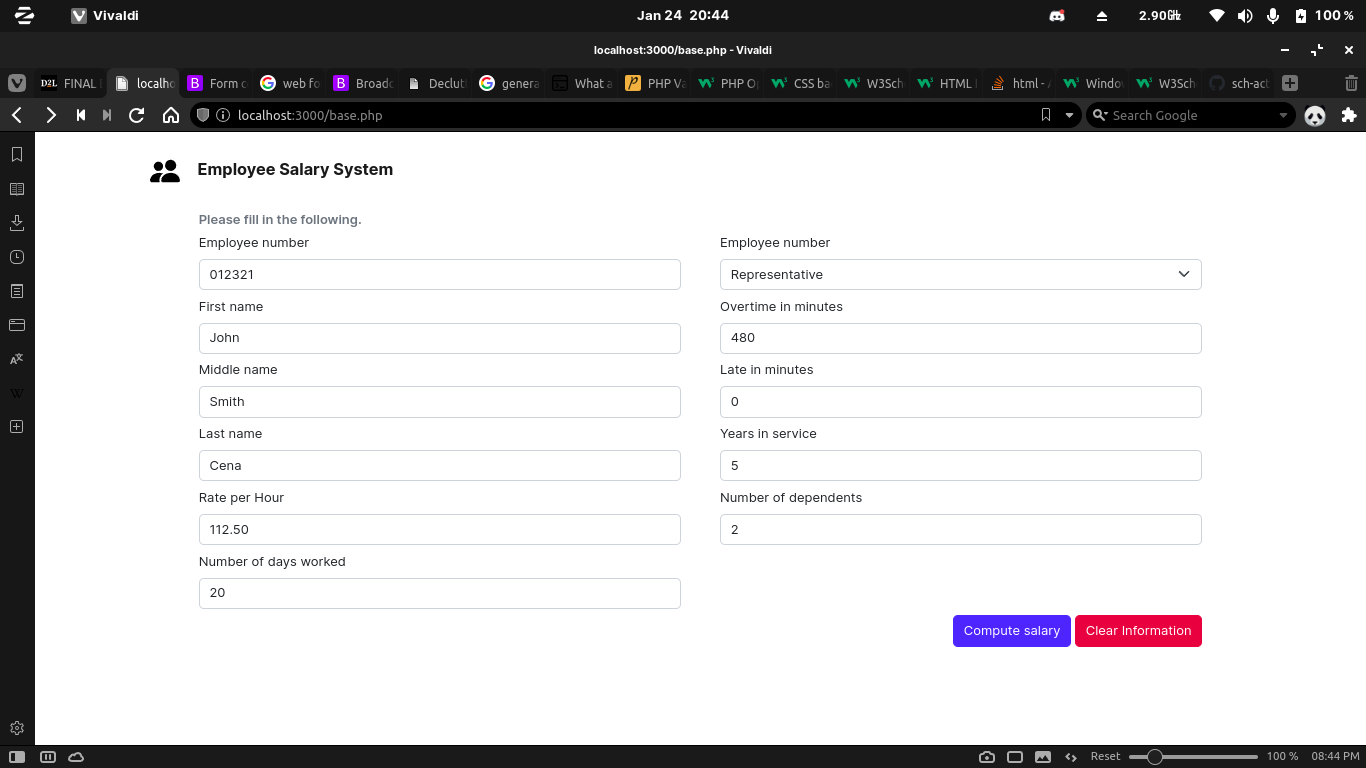 Vivaldi
Jan 24 20:44
2.90GHz
100 %
localhost:3000/base.php - Vivaldi
FINAL
localho
Form c
web fo
Broadc
Declut
genera
What a
PHP Va
PHP Op
CSS ba
W3Sch
HTML
html -
Windo
W3Sch
sch-act
localhost:3000/base.php
Search Google
Employee Salary System
Please fill in the following.
Employee number
012321
First name
John
Middle name
Smith
Last name
Cena
Rate per Hour
112.50
Number of days worked
20
Employee number
Representative
Overtime in minutes
480
Late in minutes
0
Years in service
5
Number of dependents
2
Compute salary
Clear Information
Reset
100 %
08:44 PM